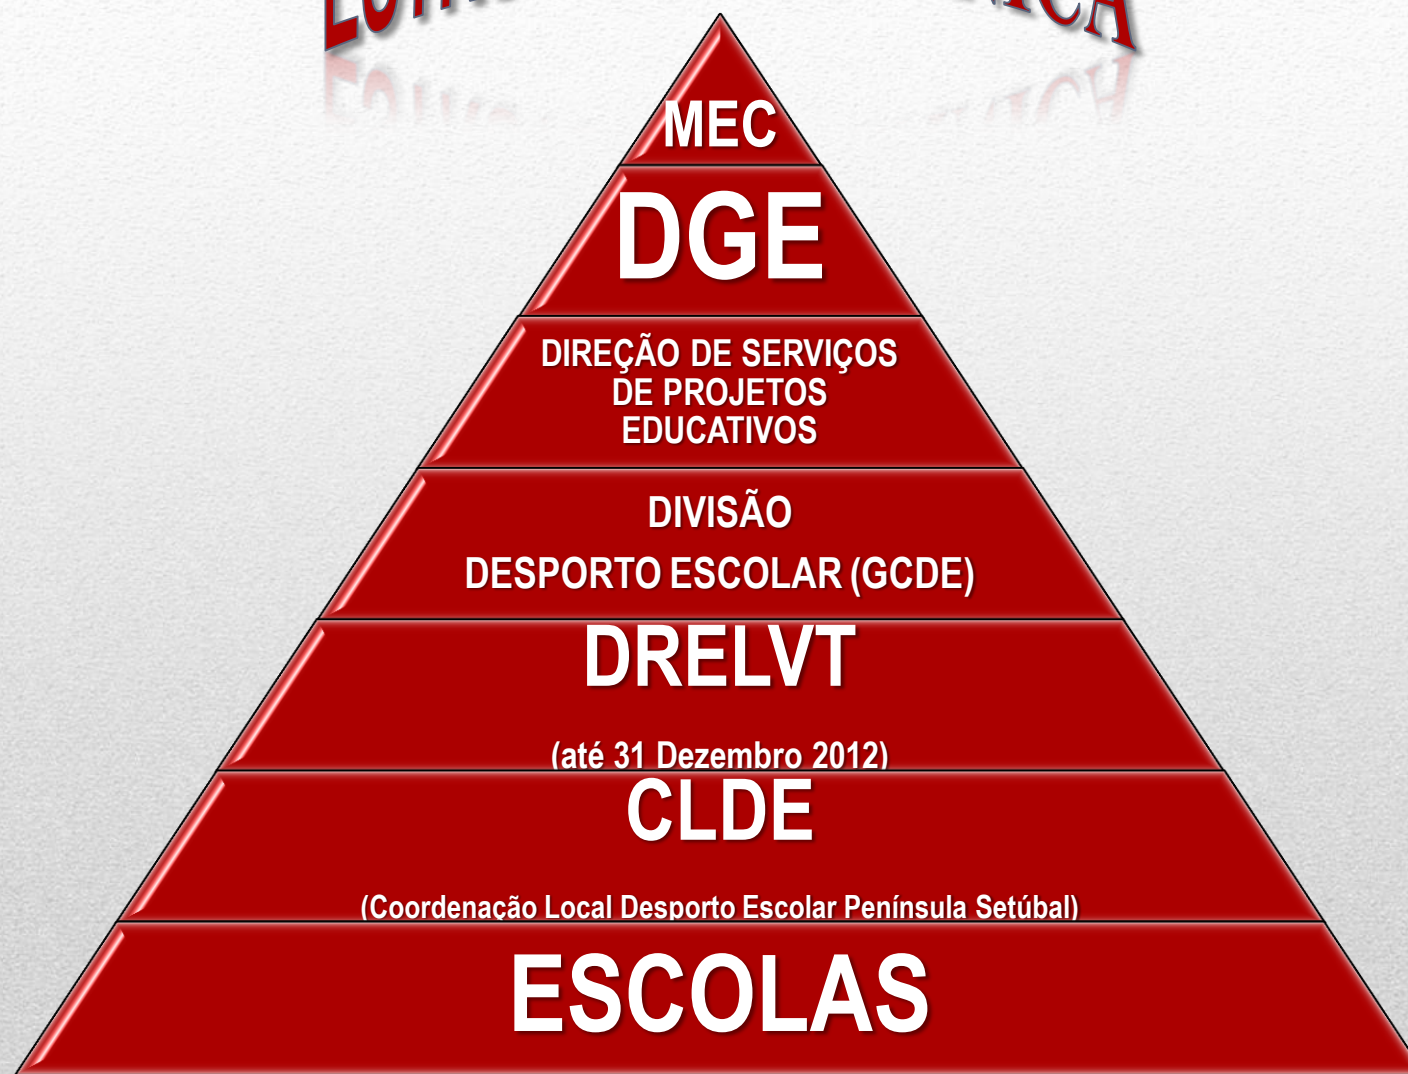 MEC
DGE
DIREÇÃO DE SERVIÇOS
DE PROJETOS
EDUCATIVOS
DIVISÃO
DESPORTO ESCOLAR (GCDE)
DRELVT
(até 31 Dezembro 2012)
CLDE
(Coordenação Local Desporto Escolar Península Setúbal)
ESCOLAS